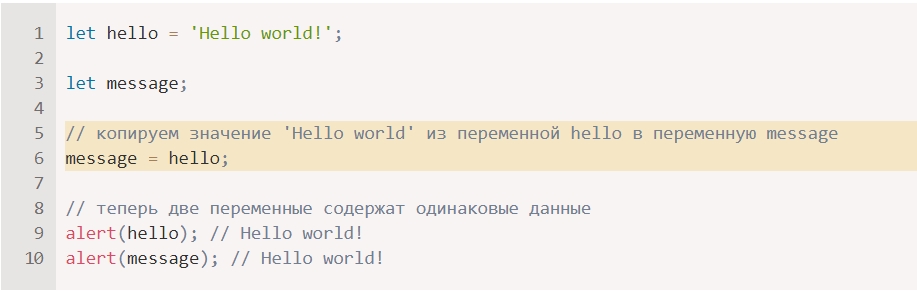 1 let hello = 'Hello world!';
2
3 let message;
4
5 // копируем значение 'Hello world' из переменной hello в переменную message
6 message = hello;
7
8 // теперь две переменные содержат одинаковые данные
9 alert(hello); // Hello world!
10 alert(message); // Hello world!